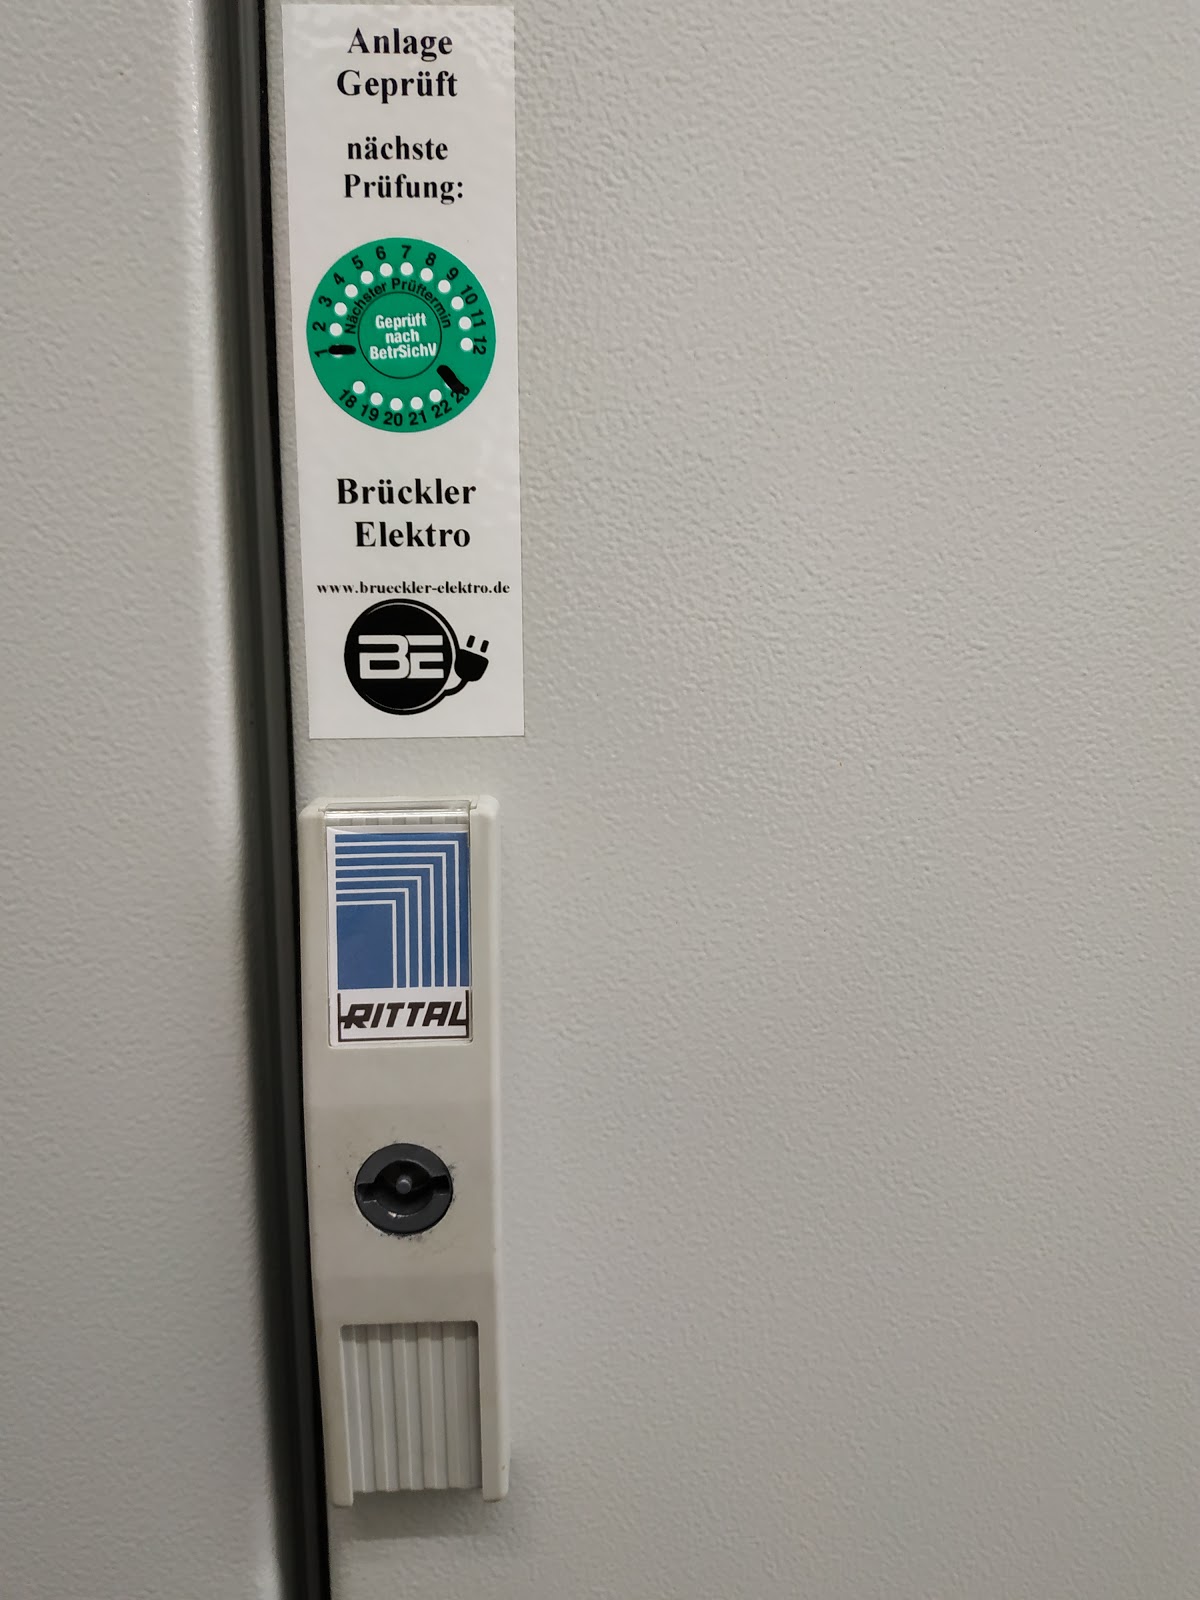 Anlage
Geprüft
nächste
Prüfung:
1 2 3 4 5 6 7 8 9 10 11 12
Nächster Prüftermin
Geprüft
nach
BetrSichV
18 19 20 21 22
Brückler
Elektro
www.brueckler-elektro.de
BE
RITTAL